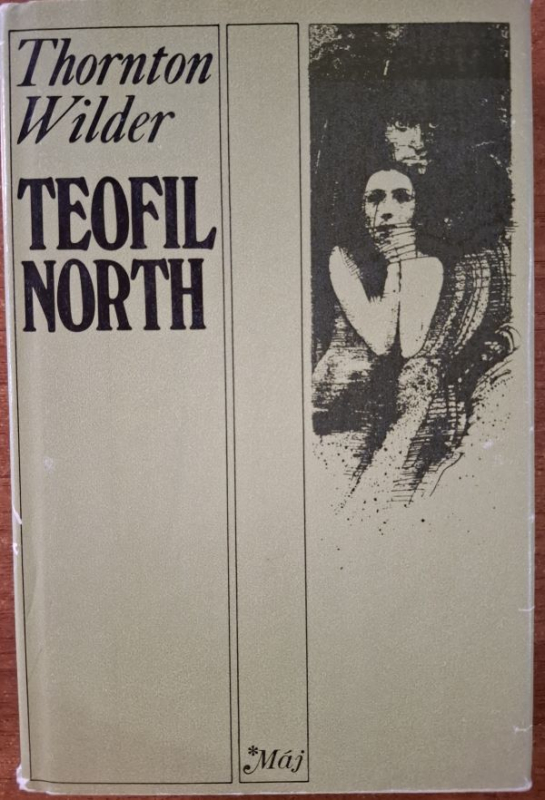 Thornton
Wilder
TEOFIL
NORTH
*Máj